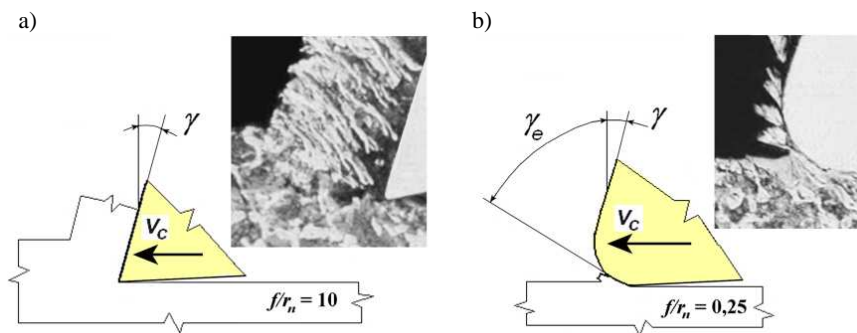 a)
γ
V_c
f/r_n = 10
b)
γ_e
γ
V_c
f/r_n = 0,25